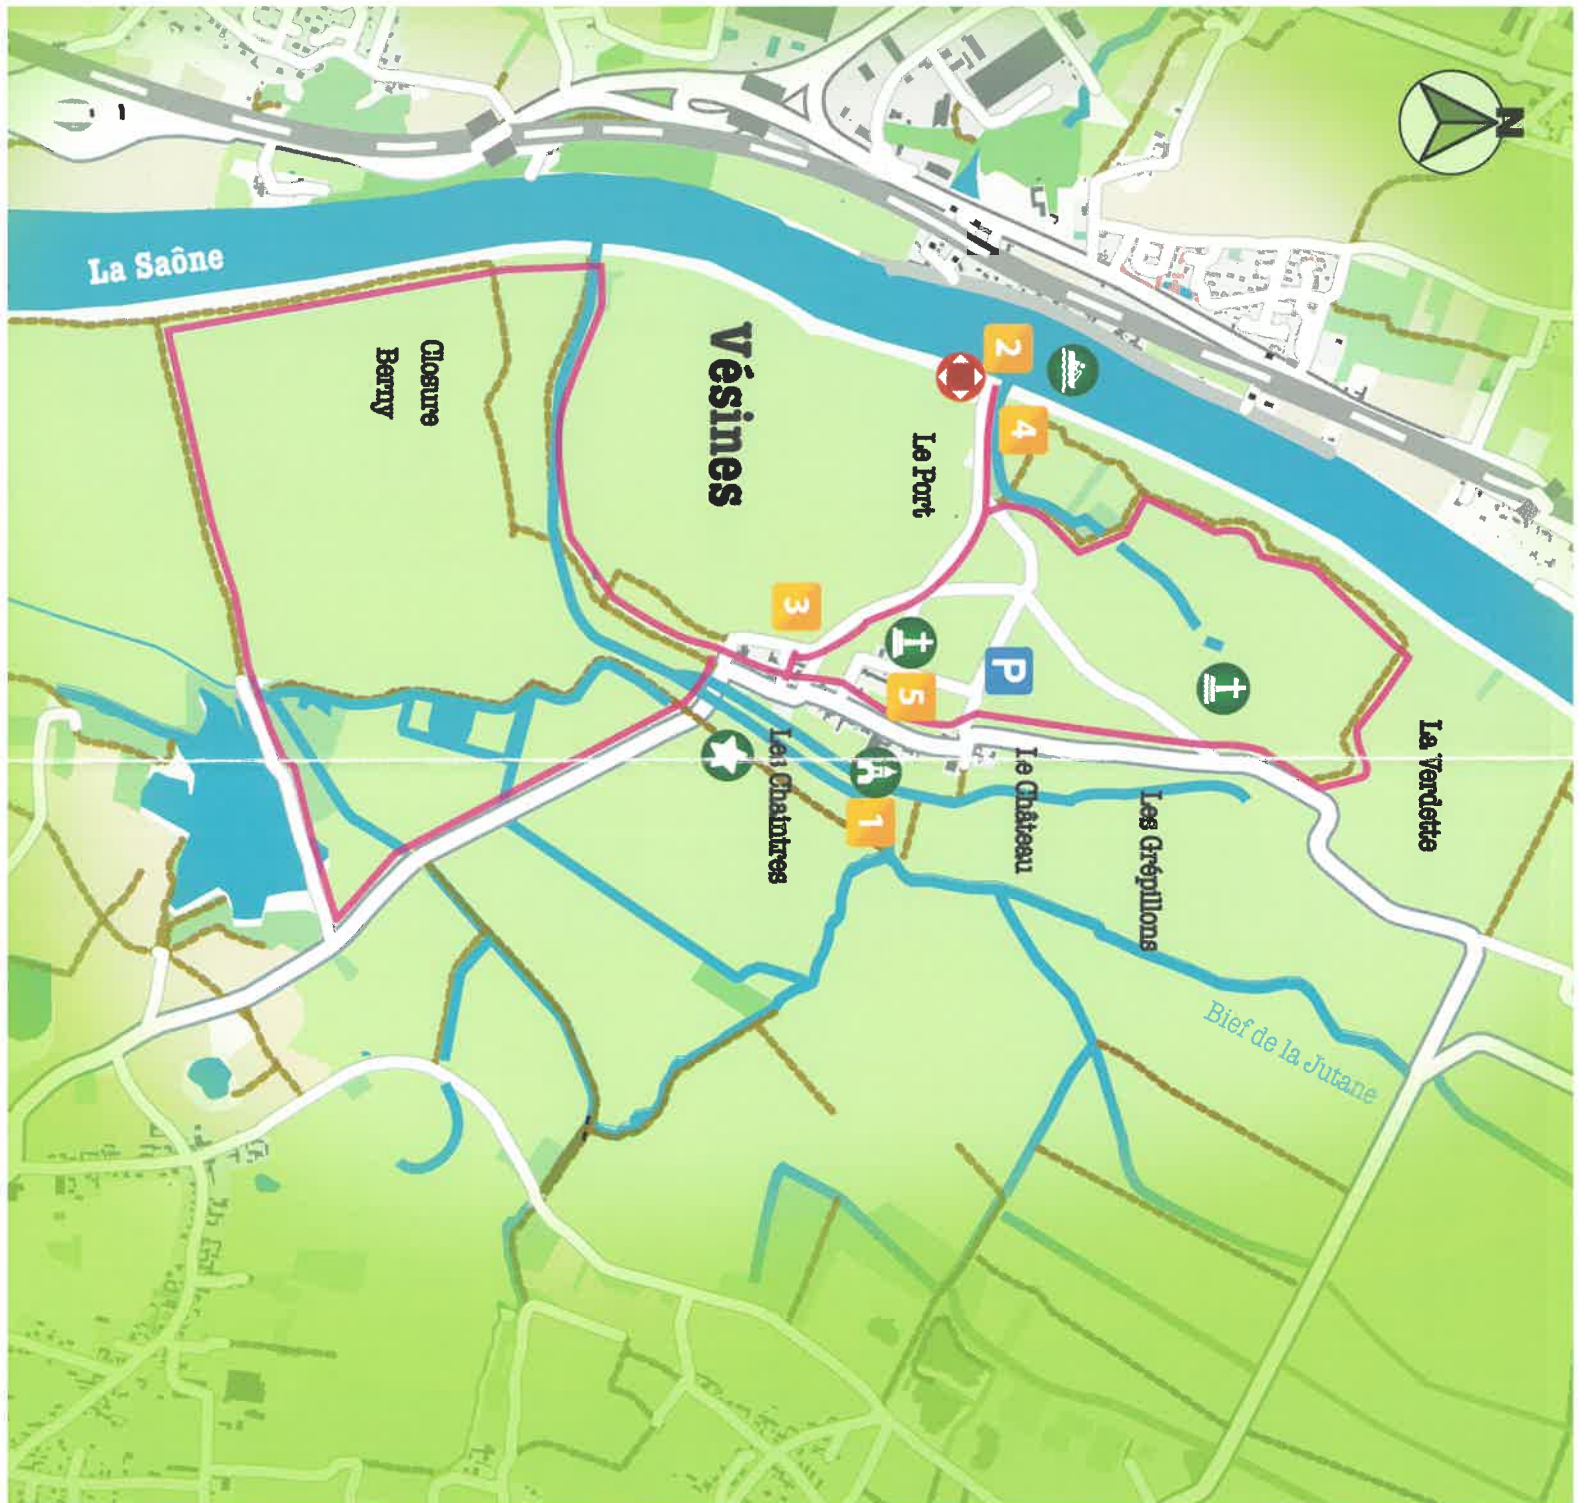 N
La Saône
Closure
Berny
Vésines
Le Port
2
4
3
5
P
1
Les Chaintres
Le Château
Les Grépillons
La Verdette
Bief de la Jutane